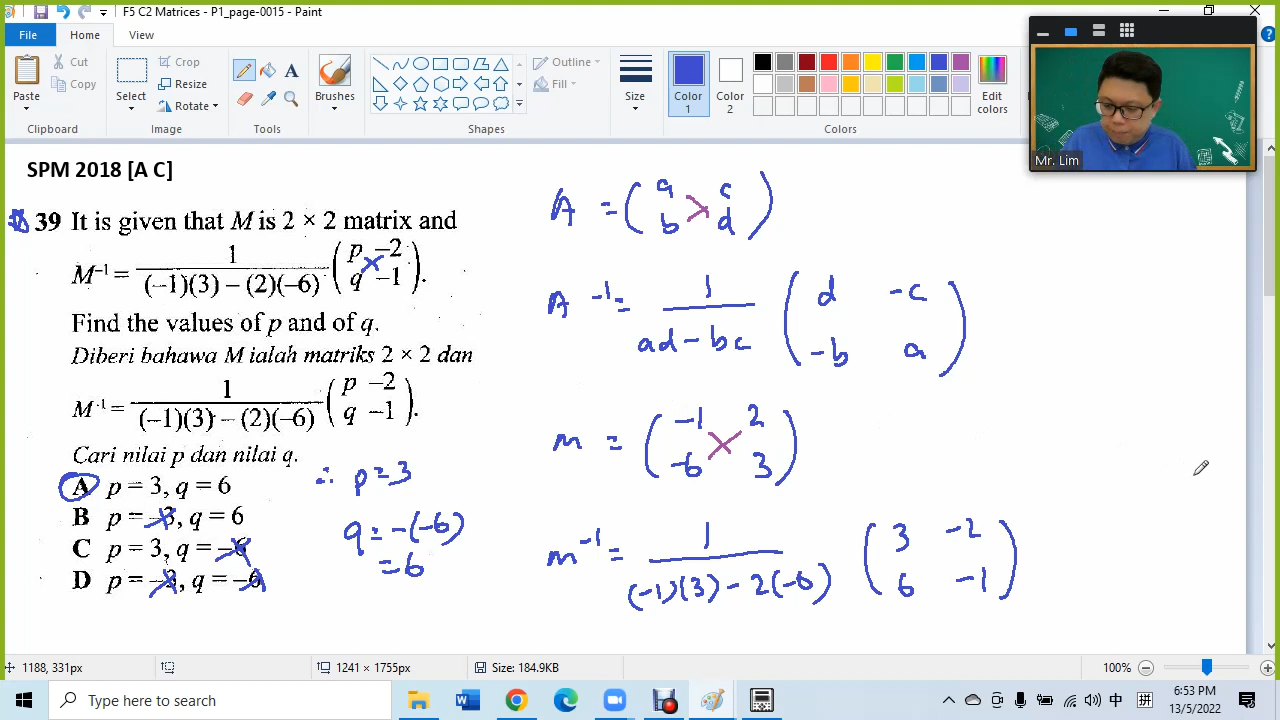 F5 C2 Matrices - P1_page-0015 - Paint
File Home View
Paste Cut Copy Select Crop Resize Rotate Brushes Outline Fill Size Color 1 Color 2 Edit colors
Clipboard Image Tools Shapes Colors
Mr. Lim
SPM 2018 [A C]
39 It is given that M is 2 × 2 matrix and
M⁻¹ = 1/((−1)(3) − (2)(−6)) (p −2; q −1).
Find the values of p and of q.
Diberi bahawa M ialah matriks 2 × 2 dan
M⁻¹ = 1/((−1)(3) − (2)(−6)) (p −2; q −1).
Cari nilai p dan nilai q.
A p = 3, q = 6
B p = −3, q = 6
C p = 3, q = −6
D p = −3, q = −6
∴ p = 3
q = −(−6)
= 6
A = (a c; b d)
A⁻¹ = 1/(ad − bc) (d −c; −b a)
m = (−1 2; −6 3)
m⁻¹ = 1/((−1)(3) − 2(−6)) (3 −2; 6 −1)
1188, 331px 1241 × 1755px Size: 184.9KB 100%
Type here to search
中 拼 6:53 PM
13/5/2022